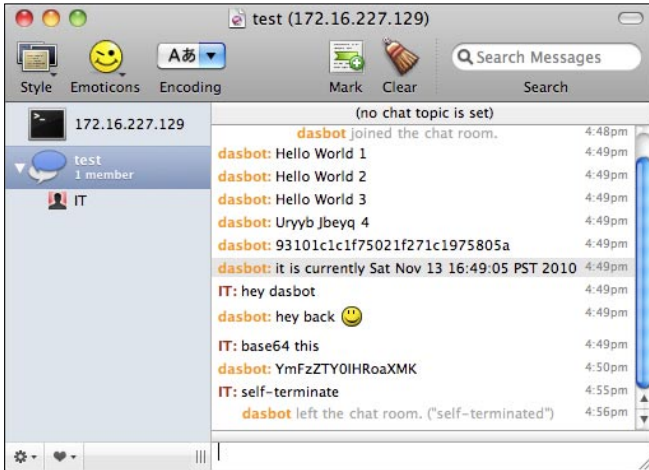 test (172.16.227.129)
Aあ
Search Messages
Style
Emoticons
Encoding
Mark
Clear
Search
172.16.227.129
test
1 member
IT
(no chat topic is set)
dasbot joined the chat room. 4:48pm
dasbot: Hello World 1 4:49pm
dasbot: Hello World 2 4:49pm
dasbot: Hello World 3 4:49pm
dasbot: Uryyb Jbeyq 4 4:49pm
dasbot: 93101c1c1f75021f271c1975805a 4:49pm
dasbot: it is currently Sat Nov 13 16:49:05 PST 2010 4:49pm
IT: hey dasbot 4:49pm
dasbot: hey back 4:49pm
IT: base64 this 4:49pm
dasbot: YmFzZTY0IHRoaXMK 4:50pm
IT: self-terminate 4:55pm
dasbot left the chat room. ("self-terminated") 4:56pm